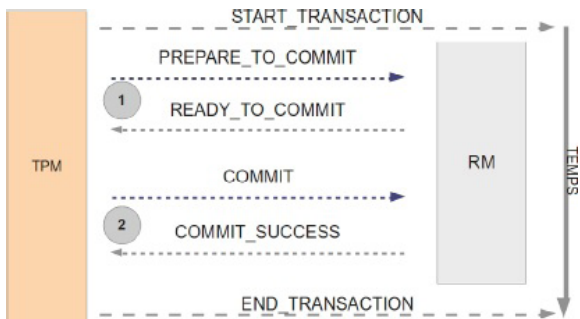 START_TRANSACTION
PREPARE_TO_COMMIT
1
READY_TO_COMMIT
TPM
RM
TEMPS
COMMIT
2
COMMIT_SUCCESS
END_TRANSACTION